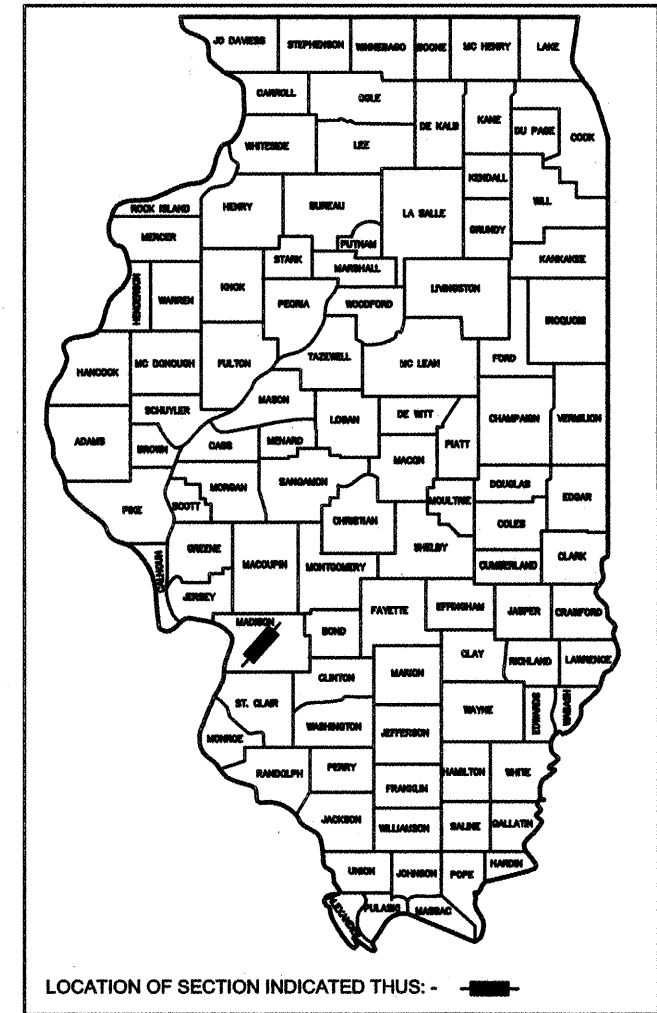 JO DAVIESS STEPHENSON WINNEBAGO BOONE MC HENRY LAKE
CARROLL OGLE DE KALB KANE DU PAGE COOK
WHITESIDE LEE
KENDALL WILL
ROCK ISLAND HENRY BUREAU LA SALLE
MERCER GRUNDY
PUTNAM
STARK MARSHALL KANKAKEE
HENDERSON WARREN KNOX PEORIA WOODFORD LIVINGSTON
IROQUOIS
HANCOCK MC DONOUGH FULTON TAZEWELL MC LEAN FORD
MASON
SCHUYLER LOGAN DE WITT CHAMPAIGN VERMILION
ADAMS BROWN CASS MENARD MACON PIATT
MORGAN SANGAMON DOUGLAS
PIKE SCOTT CHRISTIAN MOULTRIE EDGAR
COLES
GREENE MACOUPIN MONTGOMERY SHELBY CUMBERLAND CLARK
CALHOUN JERSEY
MADISON BOND FAYETTE EFFINGHAM JASPER CRAWFORD
CLAY RICHLAND LAWRENCE
CLINTON MARION
ST. CLAIR WAYNE EDWARDS WABASH
MONROE WASHINGTON JEFFERSON
RANDOLPH PERRY HAMILTON WHITE
FRANKLIN
JACKSON WILLIAMSON SALINE GALLATIN
UNION JOHNSON POPE HARDIN
ALEXANDER PULASKI MASSAC
LOCATION OF SECTION INDICATED THUS: -